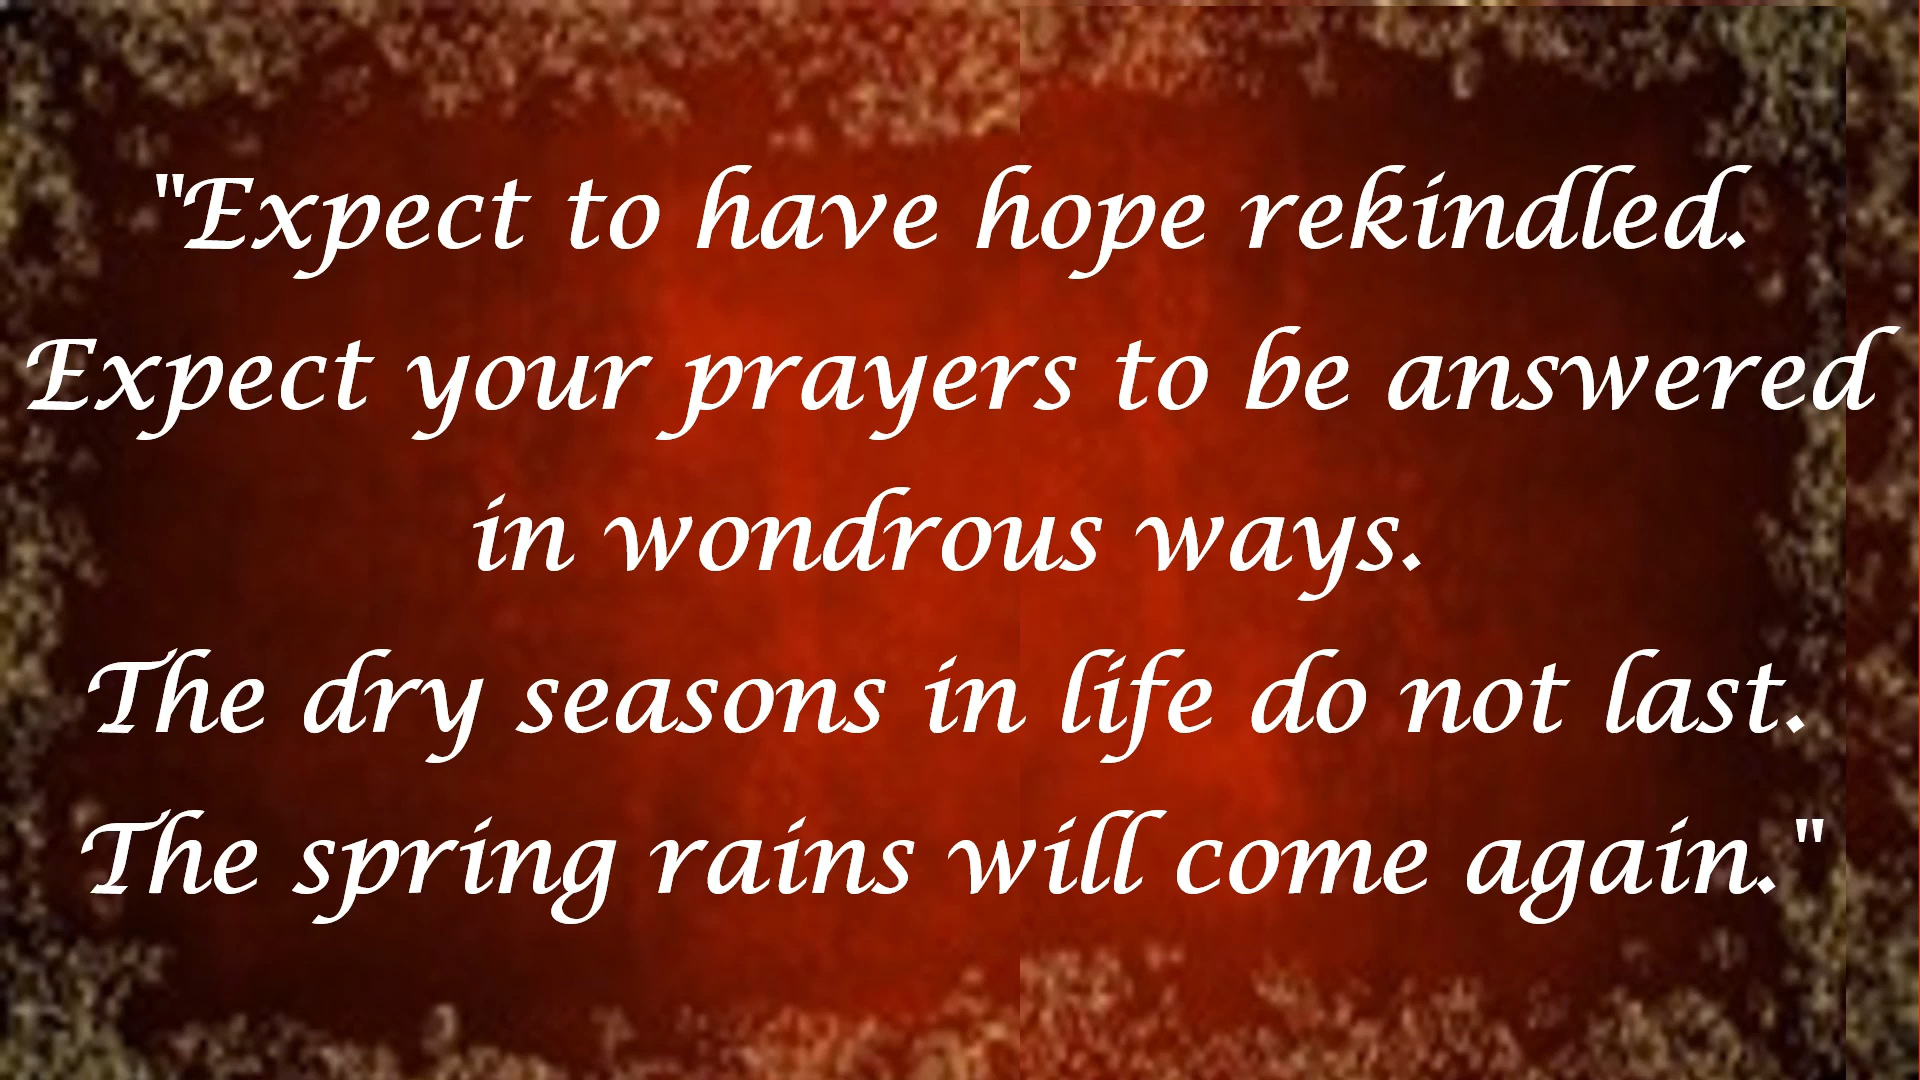 "Expect to have hope rekindled.
Expect your prayers to be answered
in wondrous ways.
The dry seasons in life do not last.
The spring rains will come again."